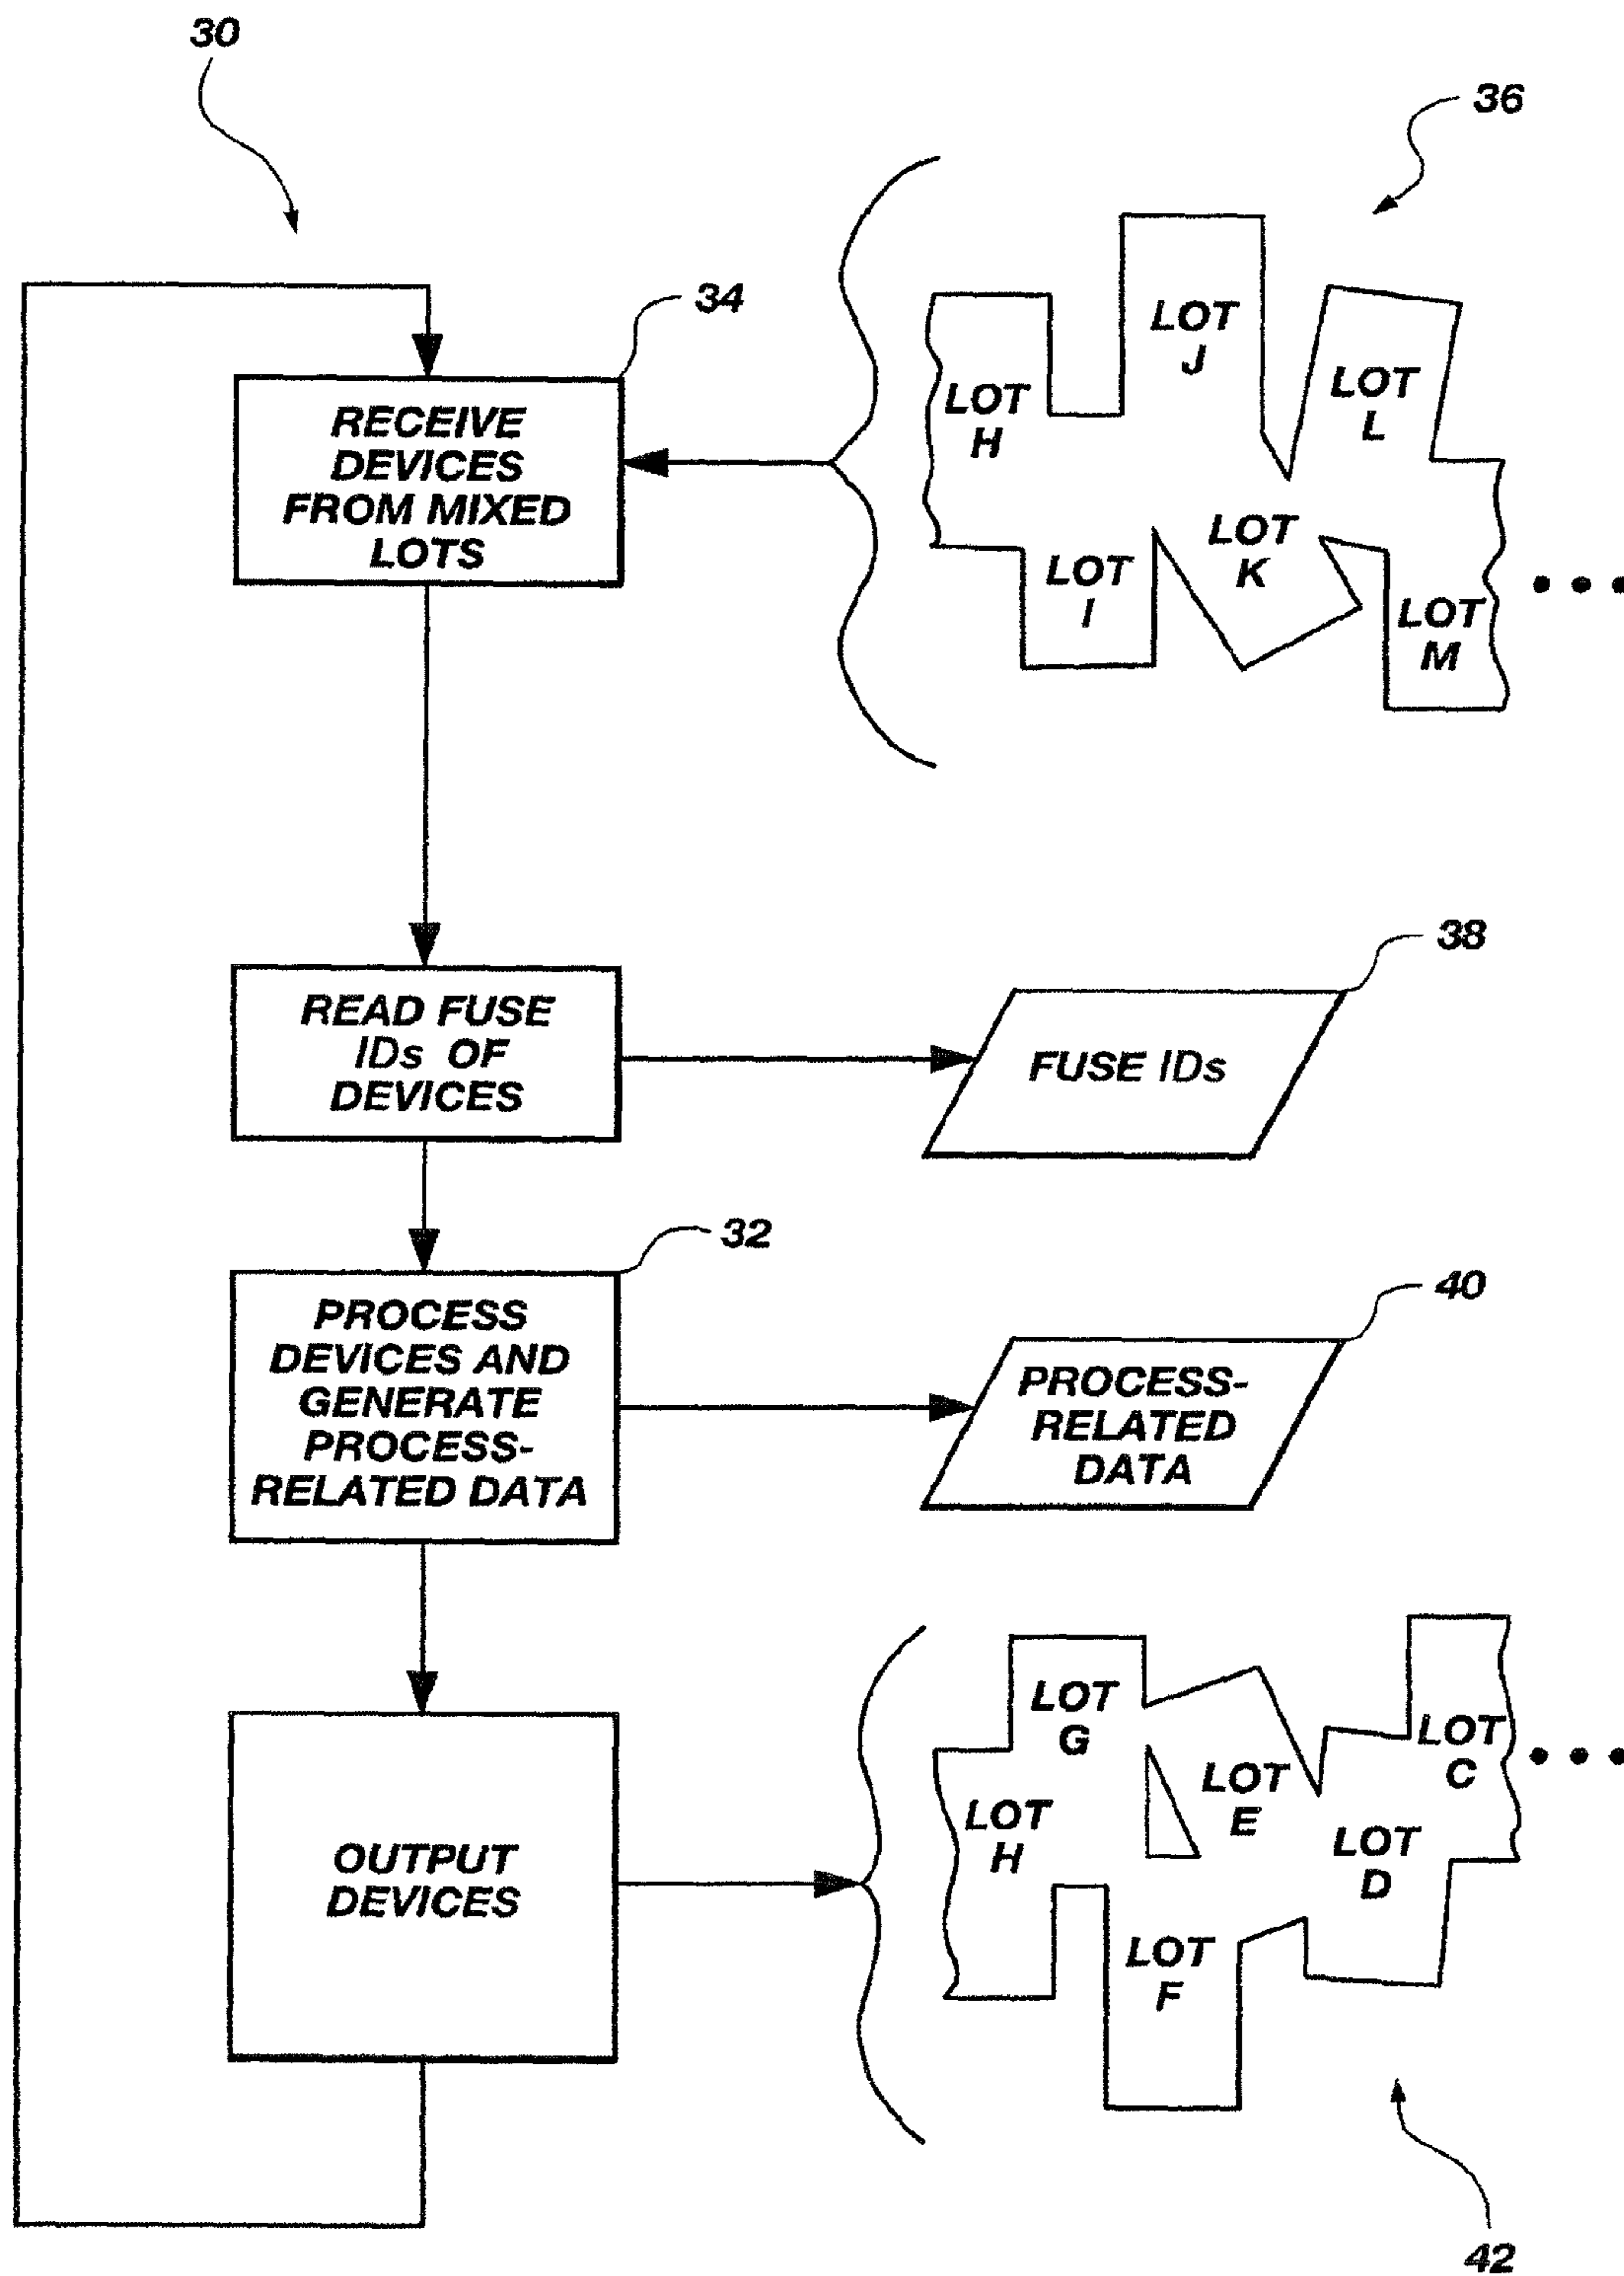 30
36
34
RECEIVE
DEVICES
FROM MIXED
LOTS
LOT
H
LOT
J
LOT
L
LOT
I
LOT
K
LOT
M
38
READ FUSE
IDs OF
DEVICES
FUSE IDs
32
PROCESS
DEVICES AND
GENERATE
PROCESS-
RELATED DATA
40
PROCESS-
RELATED
DATA
OUTPUT
DEVICES
LOT
G
LOT
C
LOT
E
LOT
H
LOT
D
LOT
F
42